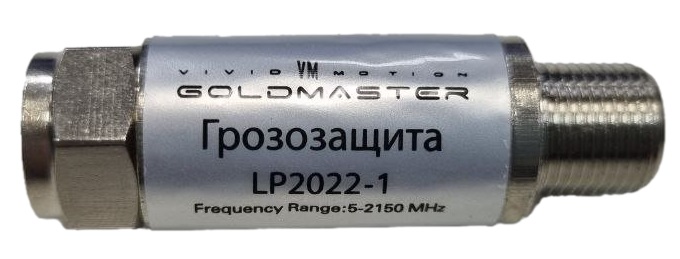 VIVID VM MOTION
GOLDMASTER
Грозозащита
LP2022-1
Frequency Range:5-2150 MHz